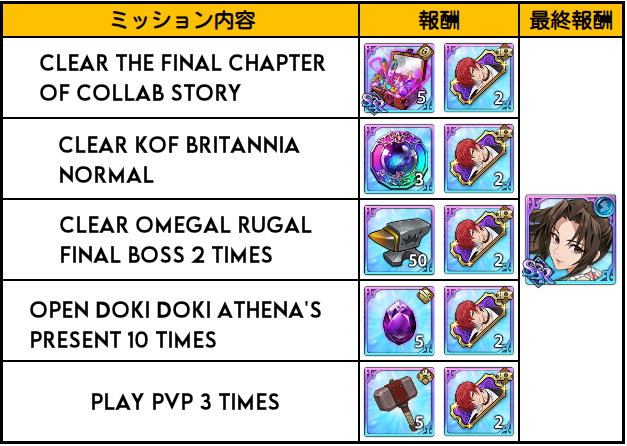 ミッション内容 報酬 最終報酬
CLEAR THE FINAL CHAPTER
OF COLLAB STORY
5 2
SSR
CLEAR KOF BRITANNIA
NORMAL
3 2
CLEAR OMEGAL RUGAL
FINAL BOSS 2 TIMES
50 2
SSR
OPEN DOKI DOKI ATHENA'S
PRESENT 10 TIMES
5 2
PLAY PVP 3 TIMES
5 2